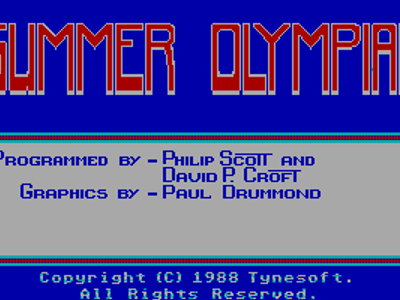 SUMMER OLYMPIA
PROGRAMMED BY - PHILIP SCOTT AND
DAVID P. CROFT
GRAPHICS BY - PAUL DRUMMOND
Copyright (C) 1988 Tynesoft.
All Rights Reserved.